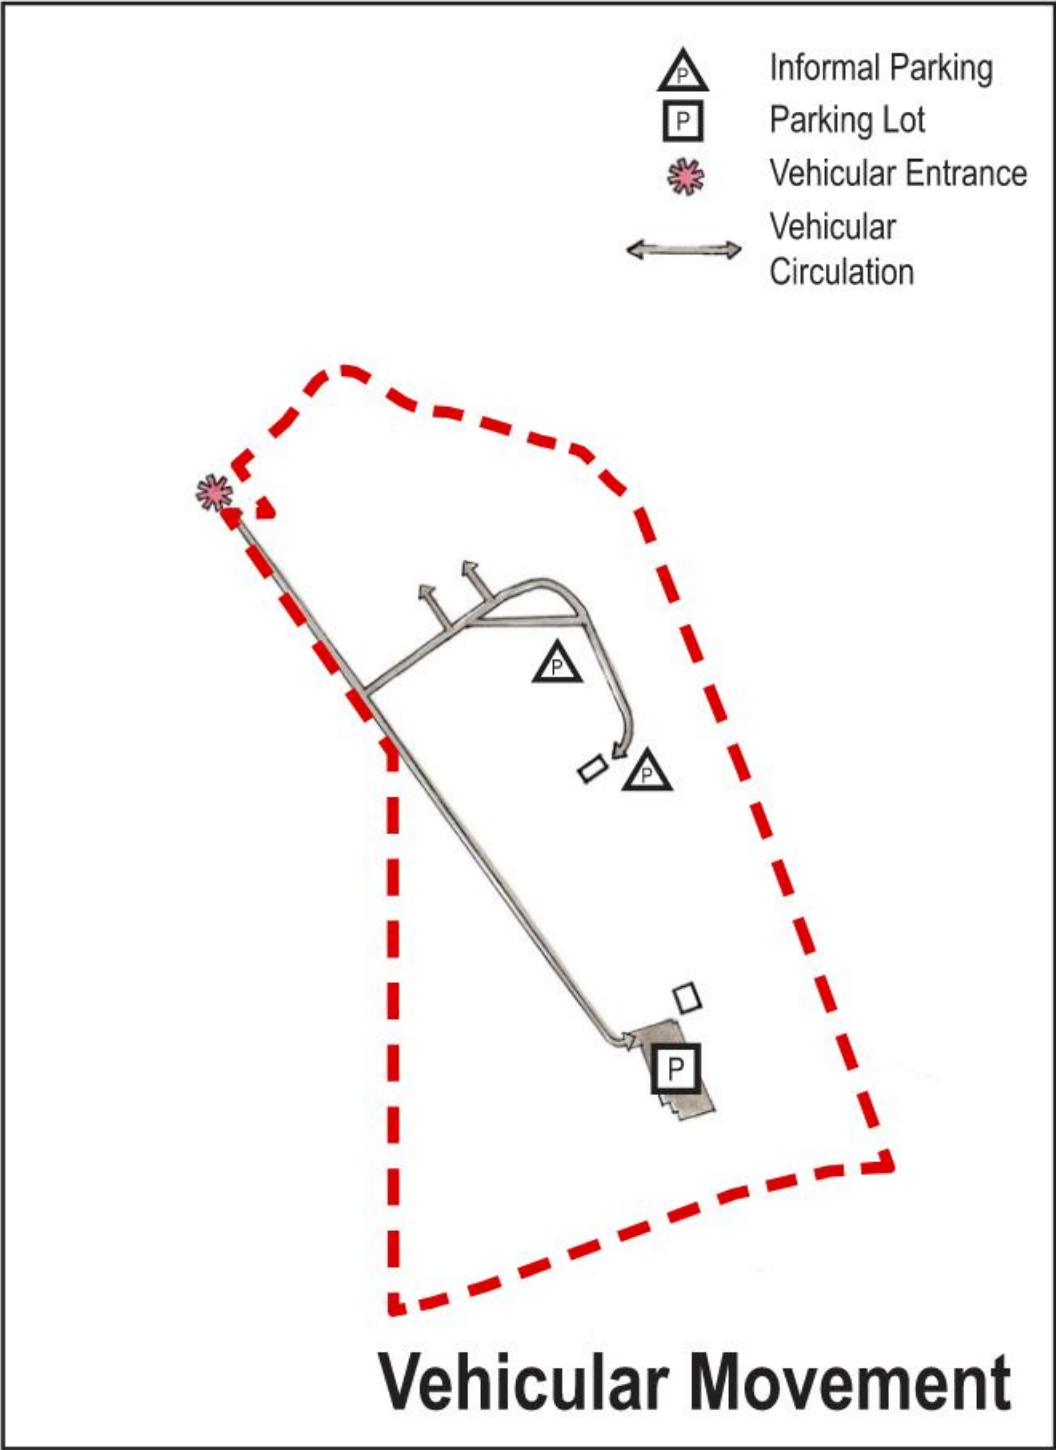 P Informal Parking
P Parking Lot
Vehicular Entrance
Vehicular
Circulation
P
P
P
Vehicular Movement